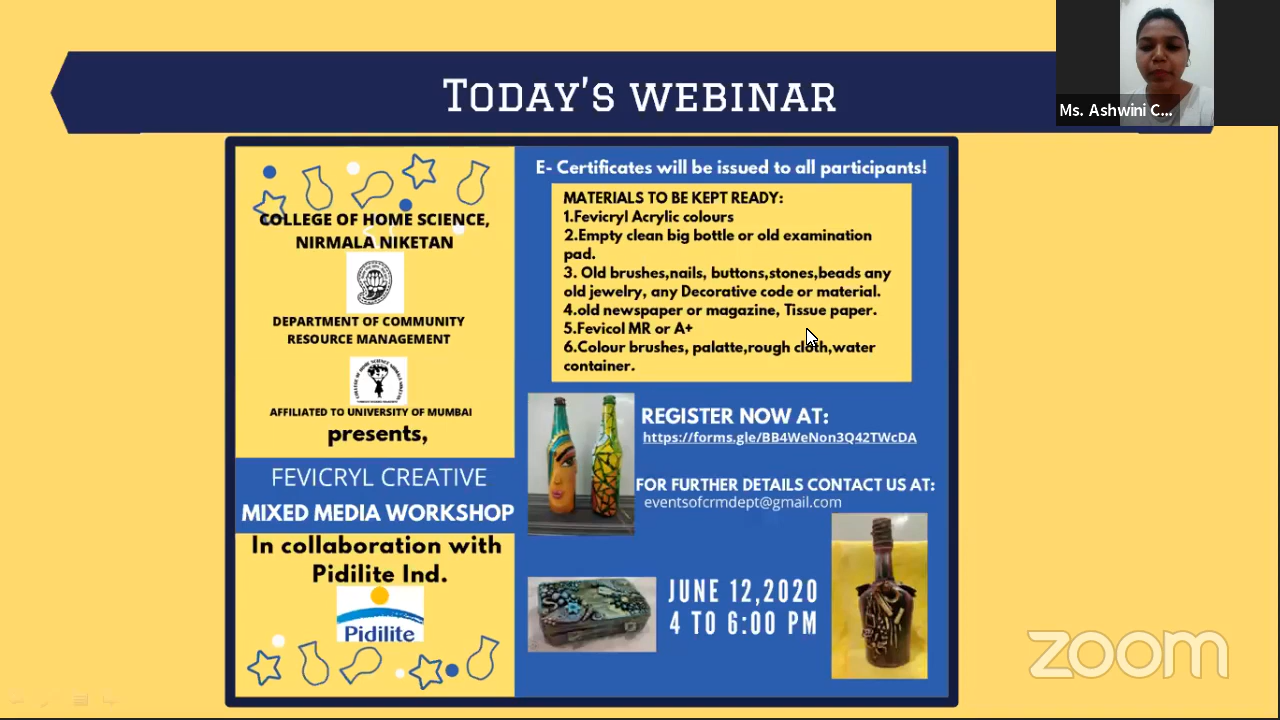 TODAY'S WEBINAR
Ms. Ashwini C...
COLLEGE OF HOME SCIENCE,
NIRMALA NIKETAN
DEPARTMENT OF COMMUNITY
RESOURCE MANAGEMENT
AFFILIATED TO UNIVERSITY OF MUMBAI
presents,
FEVICRYL CREATIVE
MIXED MEDIA WORKSHOP
In collaboration with
Pidilite Ind.
Pidilite
E- Certificates will be issued to all participants!
MATERIALS TO BE KEPT READY:
1.Fevicryl Acrylic colours
2.Empty clean big bottle or old examination
pad.
3. Old brushes,nails, buttons,stones,beads any
old jewelry, any Decorative code or material.
4.old newspaper or magazine, Tissue paper.
5.Fevicol MR or A+
6.Colour brushes, palatte,rough cloth,water
container.
REGISTER NOW AT:
https://forms.gle/BB4WeNon3Q42TWcDA
FOR FURTHER DETAILS CONTACT US AT:
eventsofcrmdept@gmail.com
JUNE 12,2020
4 TO 6:00 PM
zoom